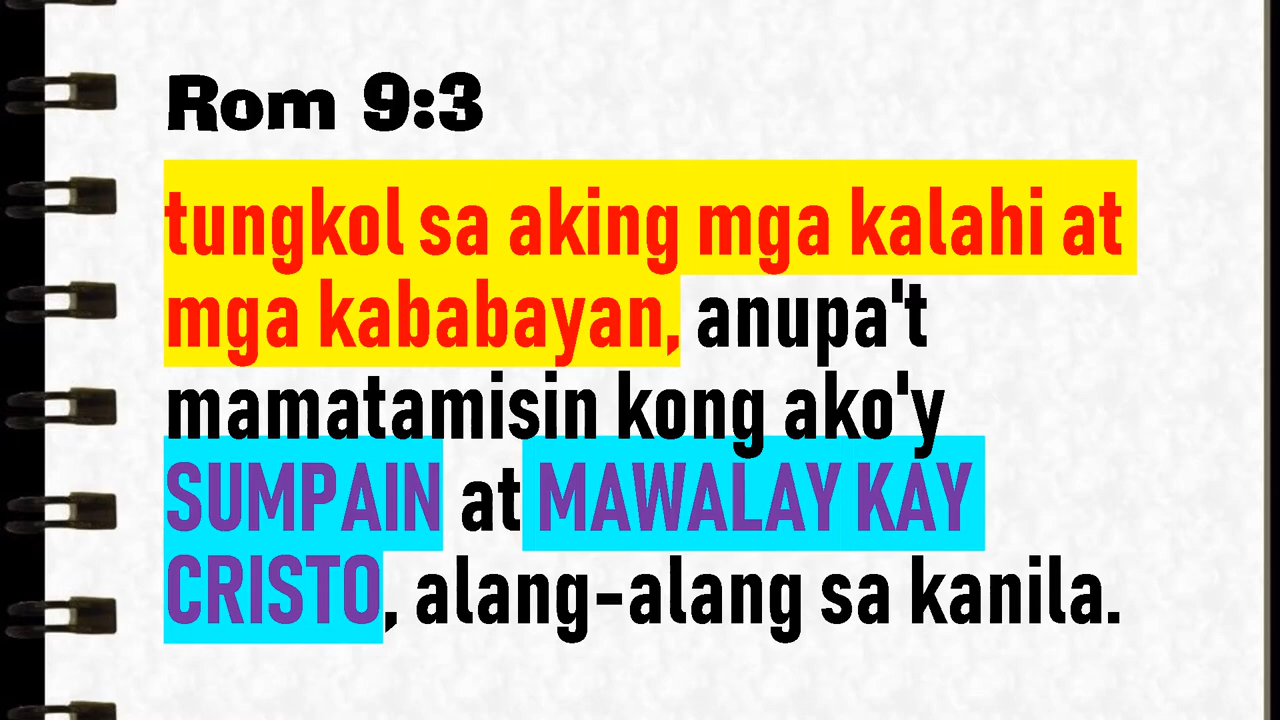 Rom 9:3
tungkol sa aking mga kalahi at
mga kababayan, anupa't
mamatamisin kong ako'y
SUMPAIN at MAWALAY KAY
CRISTO, alang-alang sa kanila.